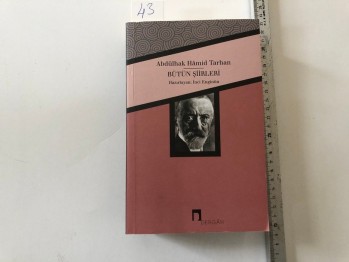 43
Abdülhak Hâmid Tarhan
BÜTÜN ŞİİRLERİ
Hazırlayan: İnci Enginün